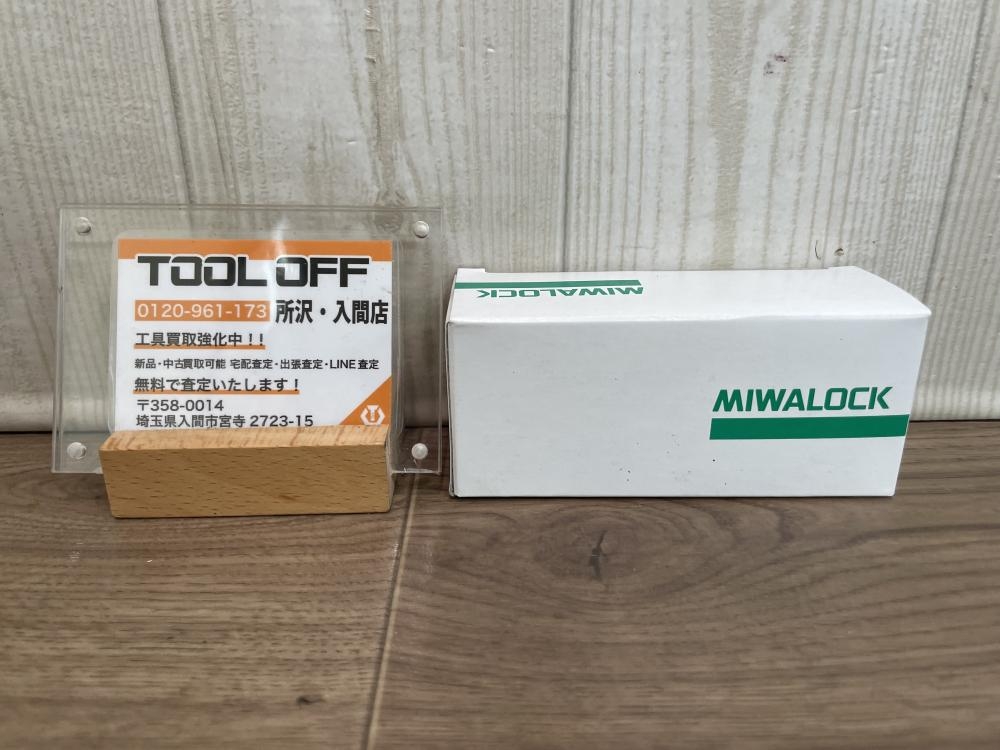 TOOL OFF
0120-961-173 所沢・入間店
工具買取強化中!!
新品・中古買取可能 宅配査定・出張査定・LINE査定
無料で査定いたします!
〒358-0014
埼玉県入間市宮寺 2723-15
MIWALOCK
MIWALOCK